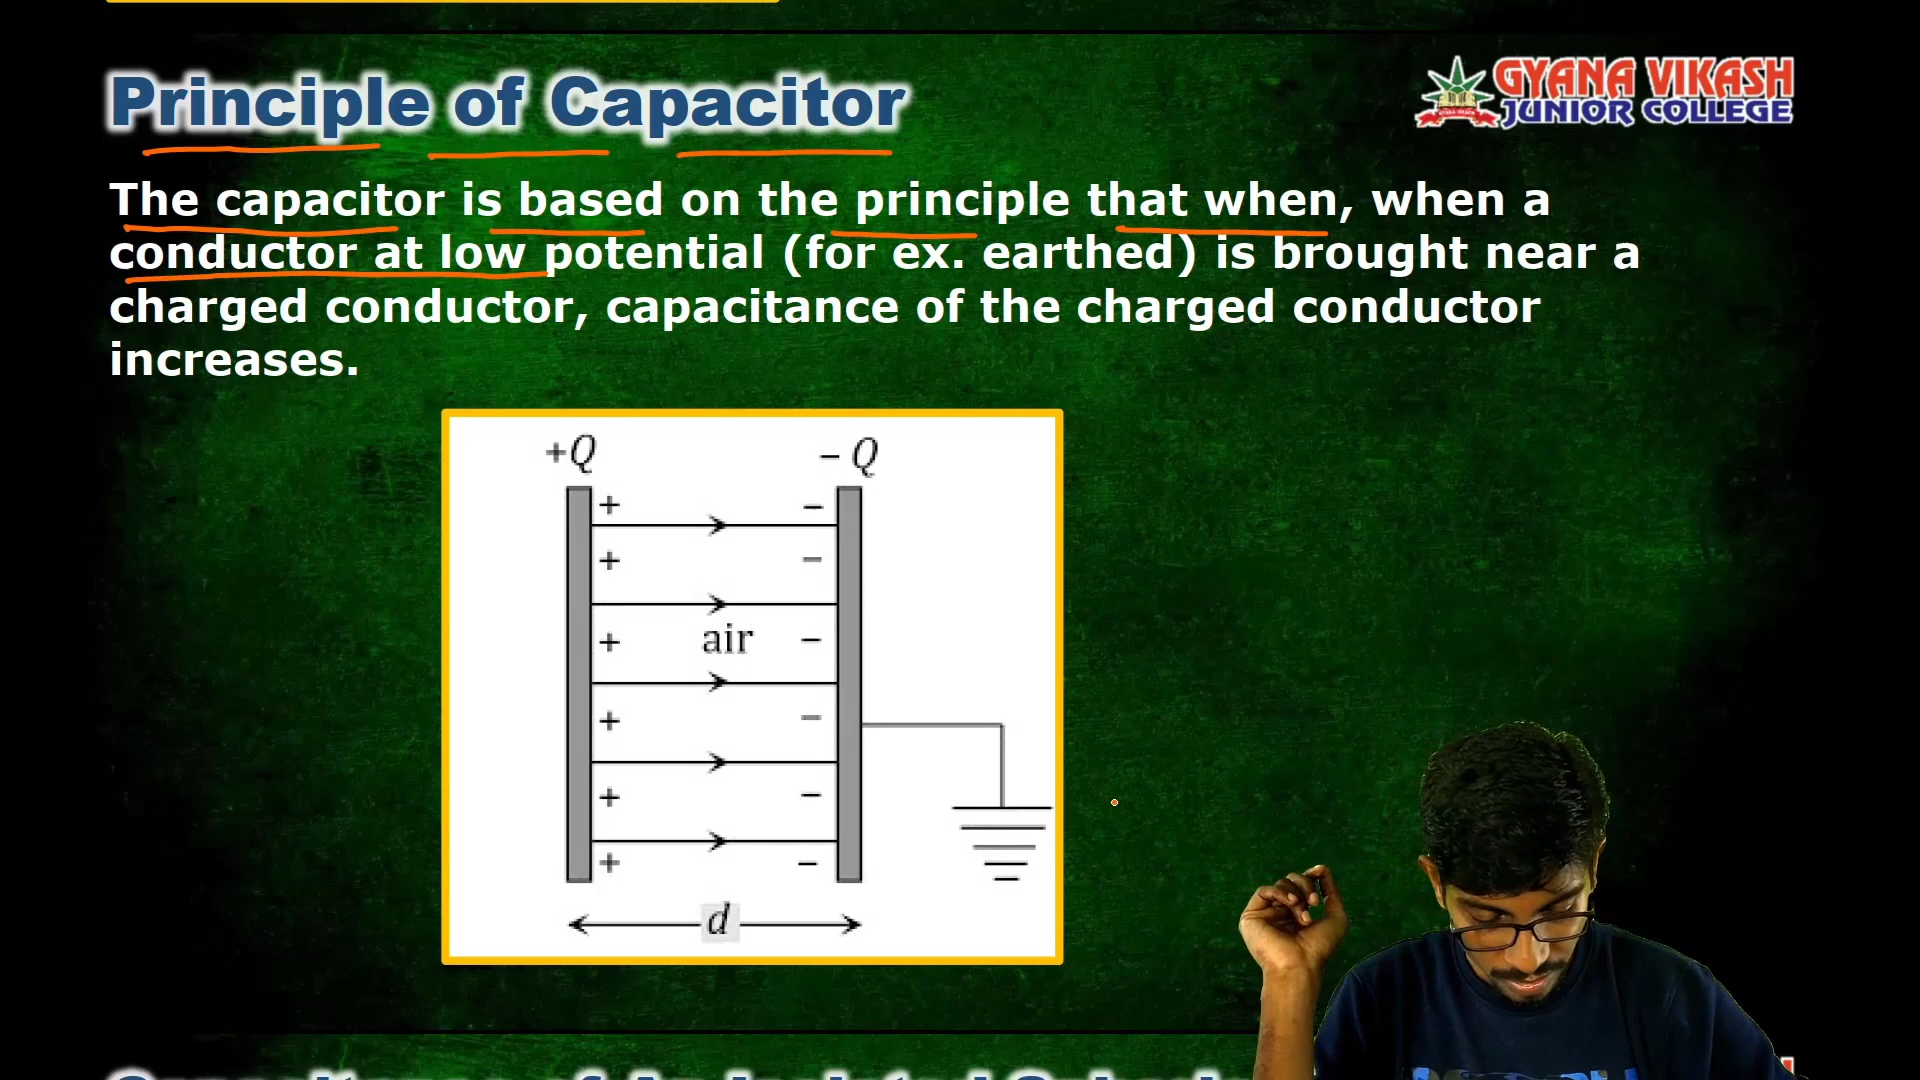 Principle of Capacitor
GYANA VIKASH
JUNIOR COLLEGE
The capacitor is based on the principle that when, when a
conductor at low potential (for ex. earthed) is brought near a
charged conductor, capacitance of the charged conductor
increases.
+Q – Q
+ –
+ –
air
+ –
+ –
+ –
+ –
d